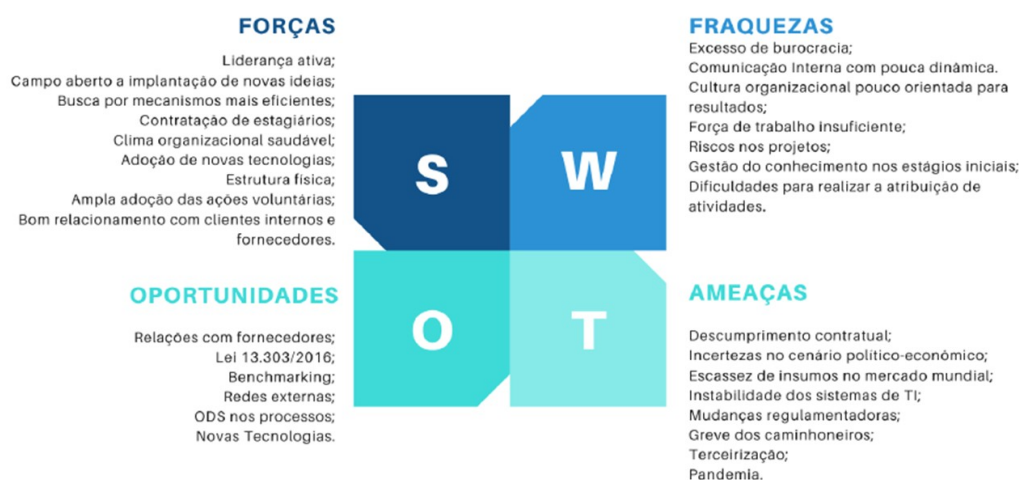 FORÇAS
Liderança ativa;
Campo aberto a implantação de novas ideias;
Busca por mecanismos mais eficientes;
Contratação de estagiários;
Clima organizacional saudável;
Adoção de novas tecnologias;
Estrutura física;
Ampla adoção das ações voluntárias;
Bom relacionamento com clientes internos e
fornecedores.
FRAQUEZAS
Excesso de burocracia;
Comunicação Interna com pouca dinâmica.
Cultura organizacional pouco orientada para
resultados;
Força de trabalho insuficiente;
Riscos nos projetos;
Gestão do conhecimento nos estágios iniciais;
Dificuldades para realizar a atribuição de
atividades.
S
W
O
T
OPORTUNIDADES
Relações com fornecedores;
Lei 13.303/2016;
Benchmarking;
Redes externas;
ODS nos processos;
Novas Tecnologias.
AMEAÇAS
Descumprimento contratual;
Incertezas no cenário político-econômico;
Escassez de insumos no mercado mundial;
Instabilidade dos sistemas de TI;
Mudanças regulamentadoras;
Greve dos caminhoneiros;
Terceirização;
Pandemia.